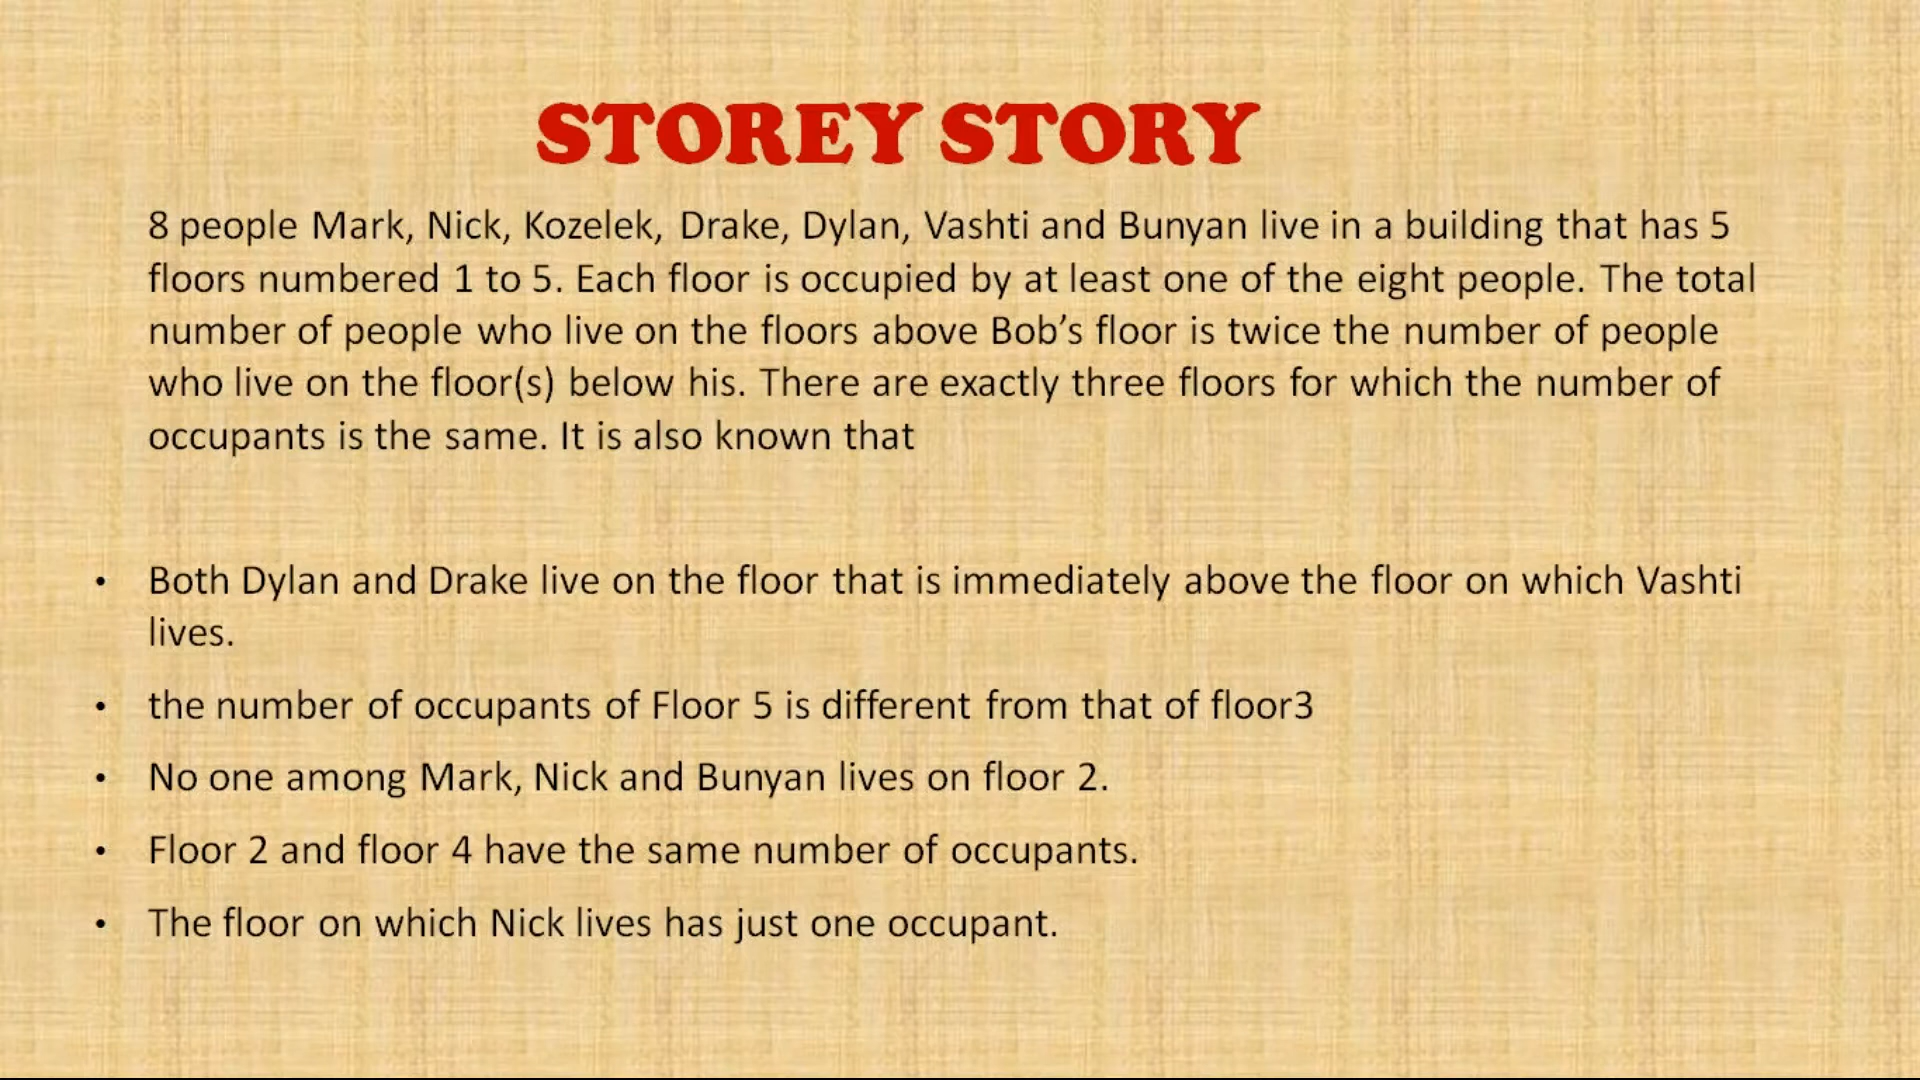 STOREY STORY
8 people Mark, Nick, Kozelek, Drake, Dylan, Vashti and Bunyan live in a building that has 5
floors numbered 1 to 5. Each floor is occupied by at least one of the eight people. The total
number of people who live on the floors above Bob’s floor is twice the number of people
who live on the floor(s) below his. There are exactly three floors for which the number of
occupants is the same. It is also known that
• Both Dylan and Drake live on the floor that is immediately above the floor on which Vashti
lives.
• the number of occupants of Floor 5 is different from that of floor3
• No one among Mark, Nick and Bunyan lives on floor 2.
• Floor 2 and floor 4 have the same number of occupants.
• The floor on which Nick lives has just one occupant.